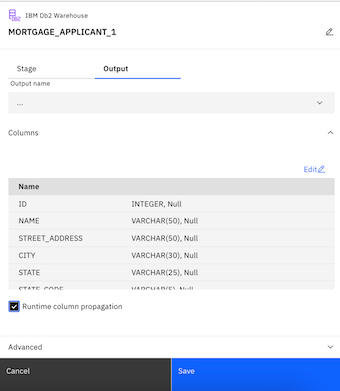 IBM Db2 Warehouse
MORTGAGE_APPLICANT_1
Stage Output
Output name
...
Columns
Edit
Name
ID INTEGER, Null
NAME VARCHAR(50), Null
STREET_ADDRESS VARCHAR(50), Null
CITY VARCHAR(30), Null
STATE VARCHAR(25), Null
STATE_CODE VARCHAR(5), Null
Runtime column propagation
Advanced
Cancel Save